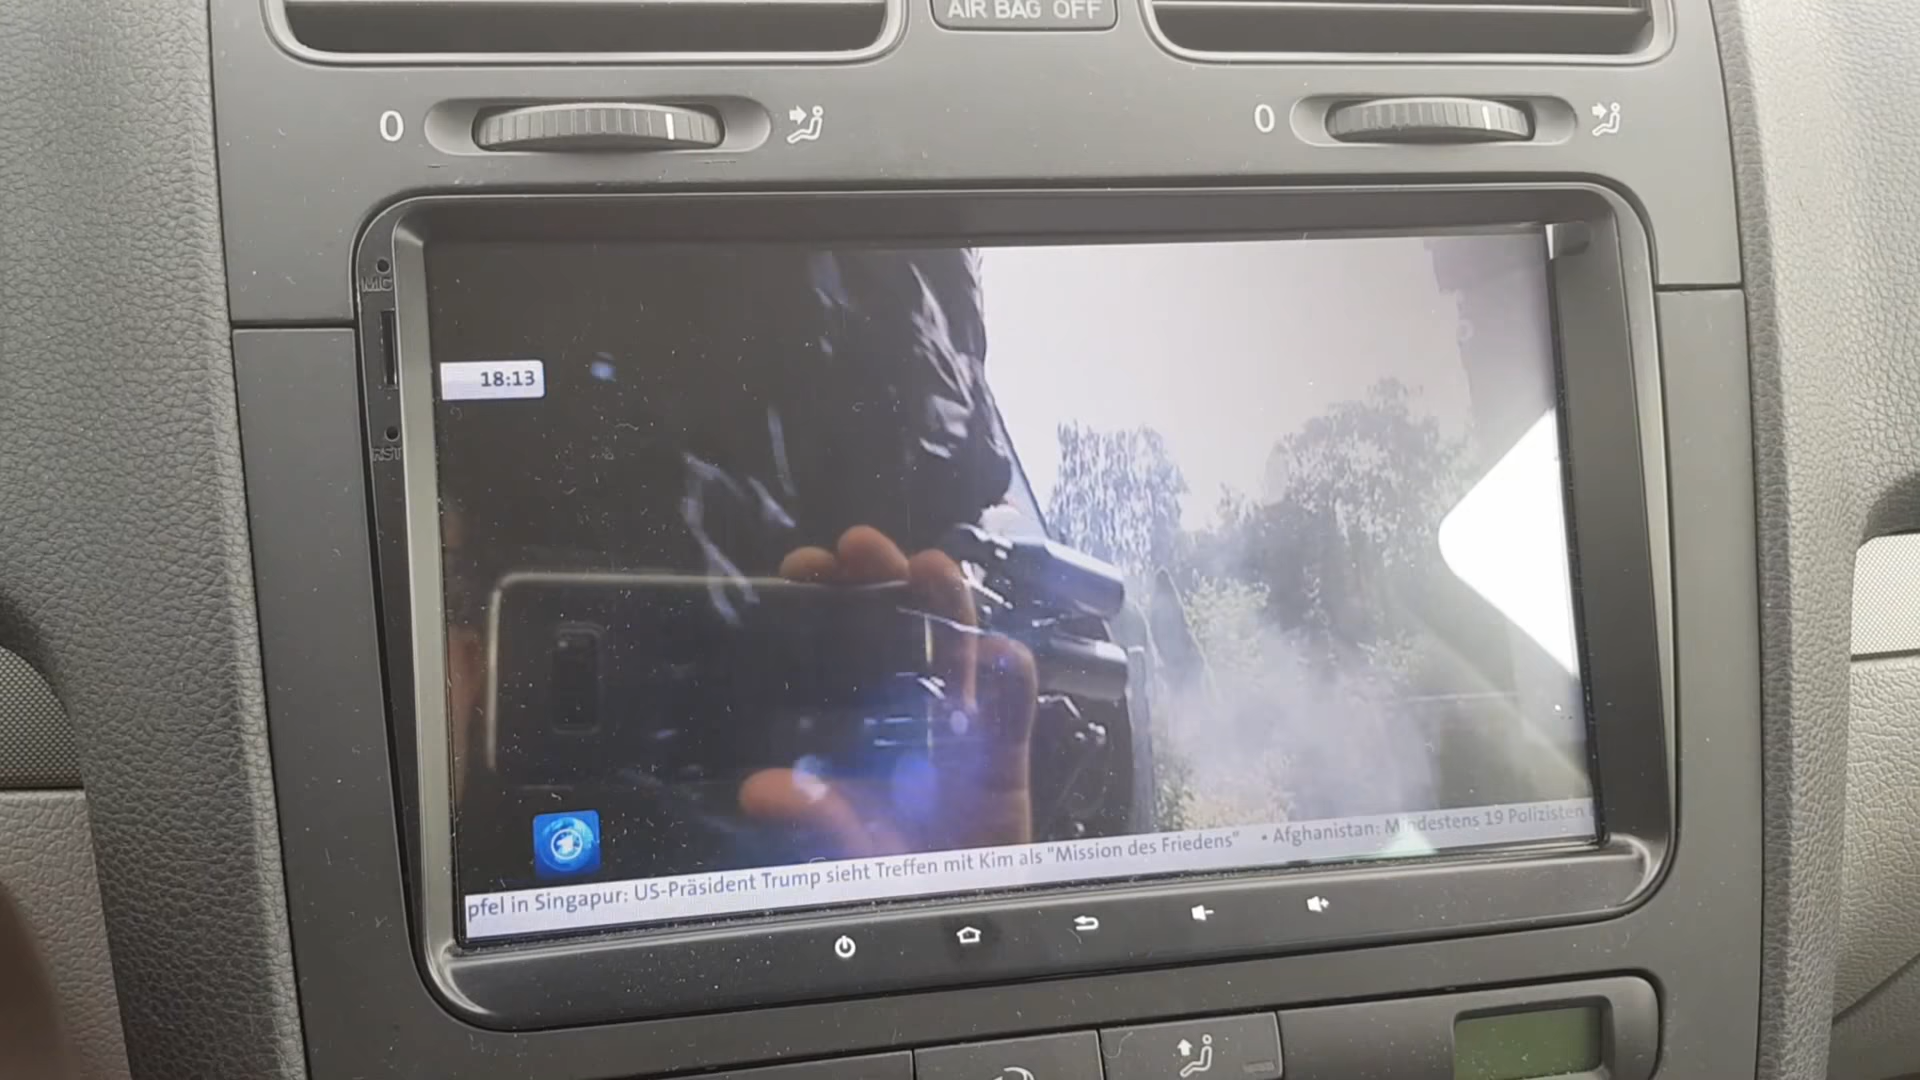 AIR BAG OFF
0
0
MIC
RST
18:13
pfel in Singapur: US-Präsident Trump sieht Treffen mit Kim als "Mission des Friedens" • Afghanistan: Mindestens 19 Polizisten